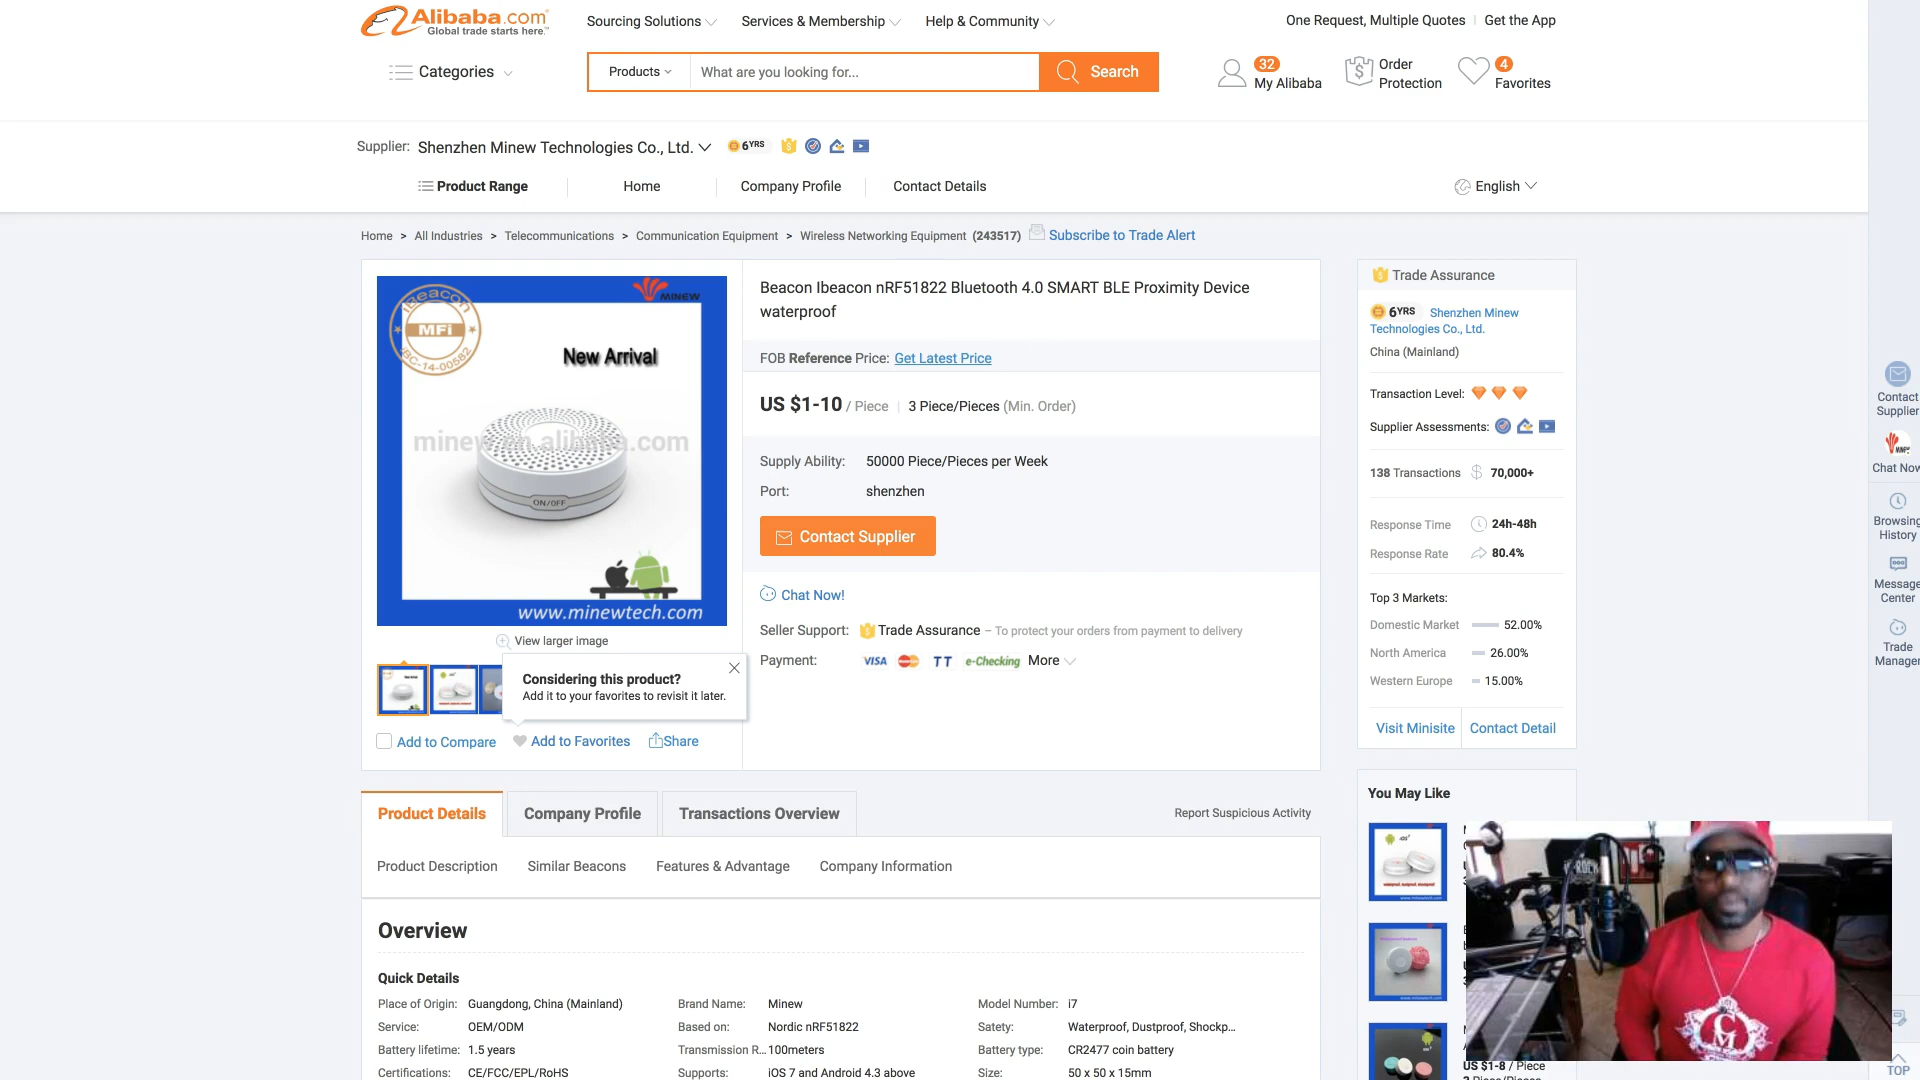 Alibaba.com
Global trade starts here.
Sourcing Solutions
Services & Membership
Help & Community
One Request, Multiple Quotes
Get the App
Categories
Products
What are you looking for...
Search
32
My Alibaba
Order
Protection
4
Favorites
Supplier: Shenzhen Minew Technologies Co., Ltd. 6YRS
Product Range
Home
Company Profile
Contact Details
English
Home > All Industries > Telecommunications > Communication Equipment > Wireless Networking Equipment (243517) Subscribe to Trade Alert
iBeacon
MFi
BC-14-00582
MINEW
New Arrival
minew.en.alibaba.com
ON/OFF
www.minewtech.com
View larger image
Considering this product?
Add it to your favorites to revisit it later.
Add to Compare
Add to Favorites
Share
Beacon Ibeacon nRF51822 Bluetooth 4.0 SMART BLE Proximity Device
waterproof
FOB Reference Price: Get Latest Price
US $1-10 / Piece | 3 Piece/Pieces (Min. Order)
Supply Ability: 50000 Piece/Pieces per Week
Port: shenzhen
Contact Supplier
Chat Now!
Seller Support: Trade Assurance – To protect your orders from payment to delivery
Payment: VISA TT e-Checking More
Trade Assurance
6YRS Shenzhen Minew
Technologies Co., Ltd.
China (Mainland)
Transaction Level:
Supplier Assessments:
138 Transactions $ 70,000+
Response Time 24h-48h
Response Rate 80.4%
Top 3 Markets:
Domestic Market 52.00%
North America 26.00%
Western Europe 15.00%
Visit Minisite
Contact Detail
Contact
Supplier
Chat Now
Browsing
History
Message
Center
Trade
Manager
TOP
Product Details
Company Profile
Transactions Overview
Report Suspicious Activity
Product Description
Similar Beacons
Features & Advantage
Company Information
Overview
Quick Details
Place of Origin: Guangdong, China (Mainland)
Brand Name: Minew
Model Number: i7
Service: OEM/ODM
Based on: Nordic nRF51822
Satety: Waterproof, Dustproof, Shockp...
Battery lifetime: 1.5 years
Transmission R... 100meters
Battery type: CR2477 coin battery
Certifications: CE/FCC/EPL/RoHS
Supports: iOS 7 and Android 4.3 above
Size: 50 x 50 x 15mm
You May Like
US $1-8 / Piece